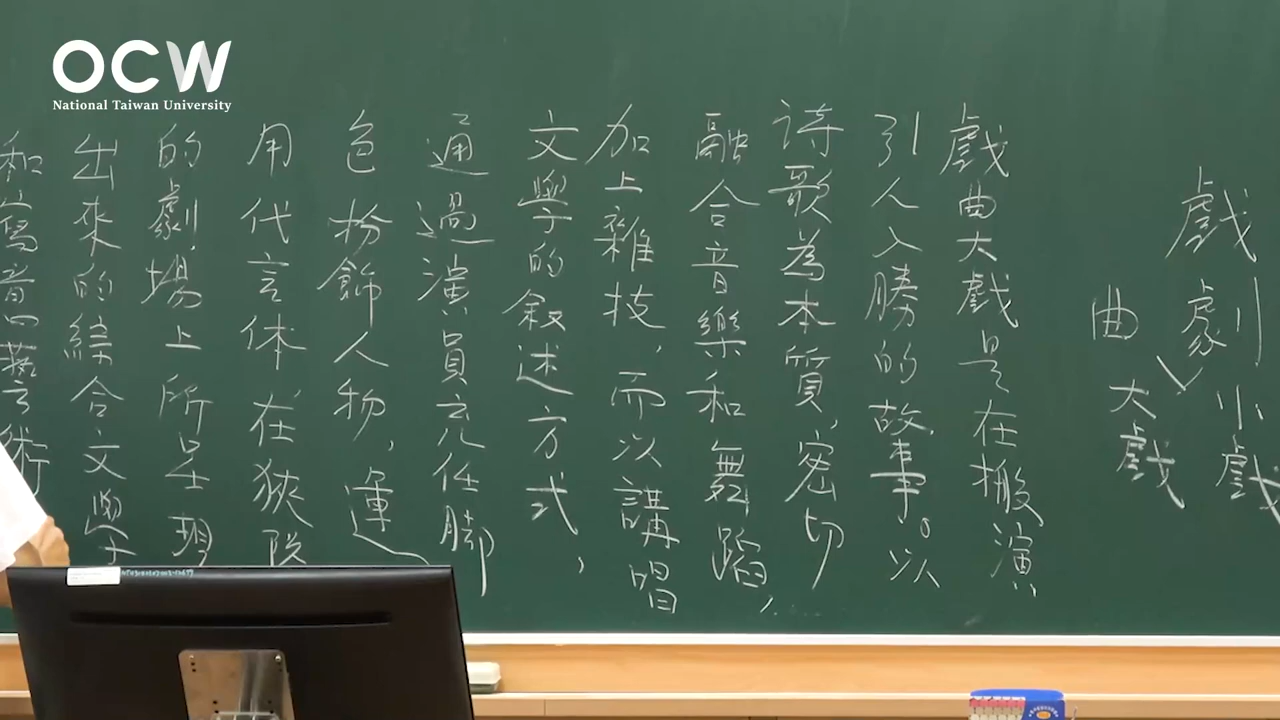 OCW
National Taiwan University
戲劇小戲
曲大戲
戲曲大戲是在搬演
引人入勝的故事。以
詩歌為本質,密切
融合音樂和舞蹈,
加上雜技,而以講唱
文學的敘述方式,
通過演員充任腳
色扮飾人物,運
用代言体在狹隘
的劇場上所呈現
出來的綜合文學
和